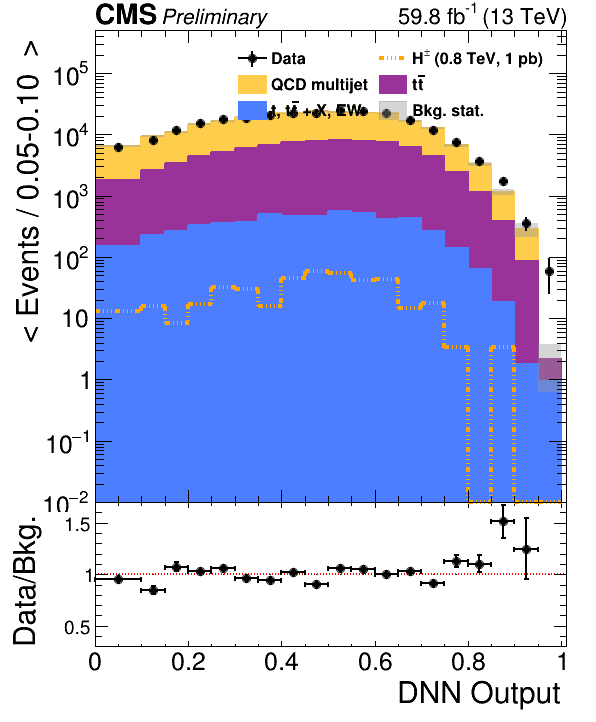 CMS Preliminary 59.8 fb⁻¹ (13 TeV)
< Events / 0.05-0.10 >
10⁵
10⁴
10³
10²
10
1
10⁻¹
10⁻²
Data
H± (0.8 TeV, 1 pb)
QCD multijet
tt̄
t, tt̄ + X, EW
Bkg. stat.
Data/Bkg.
1.5
1
0.5
0 0.2 0.4 0.6 0.8 1
DNN Output